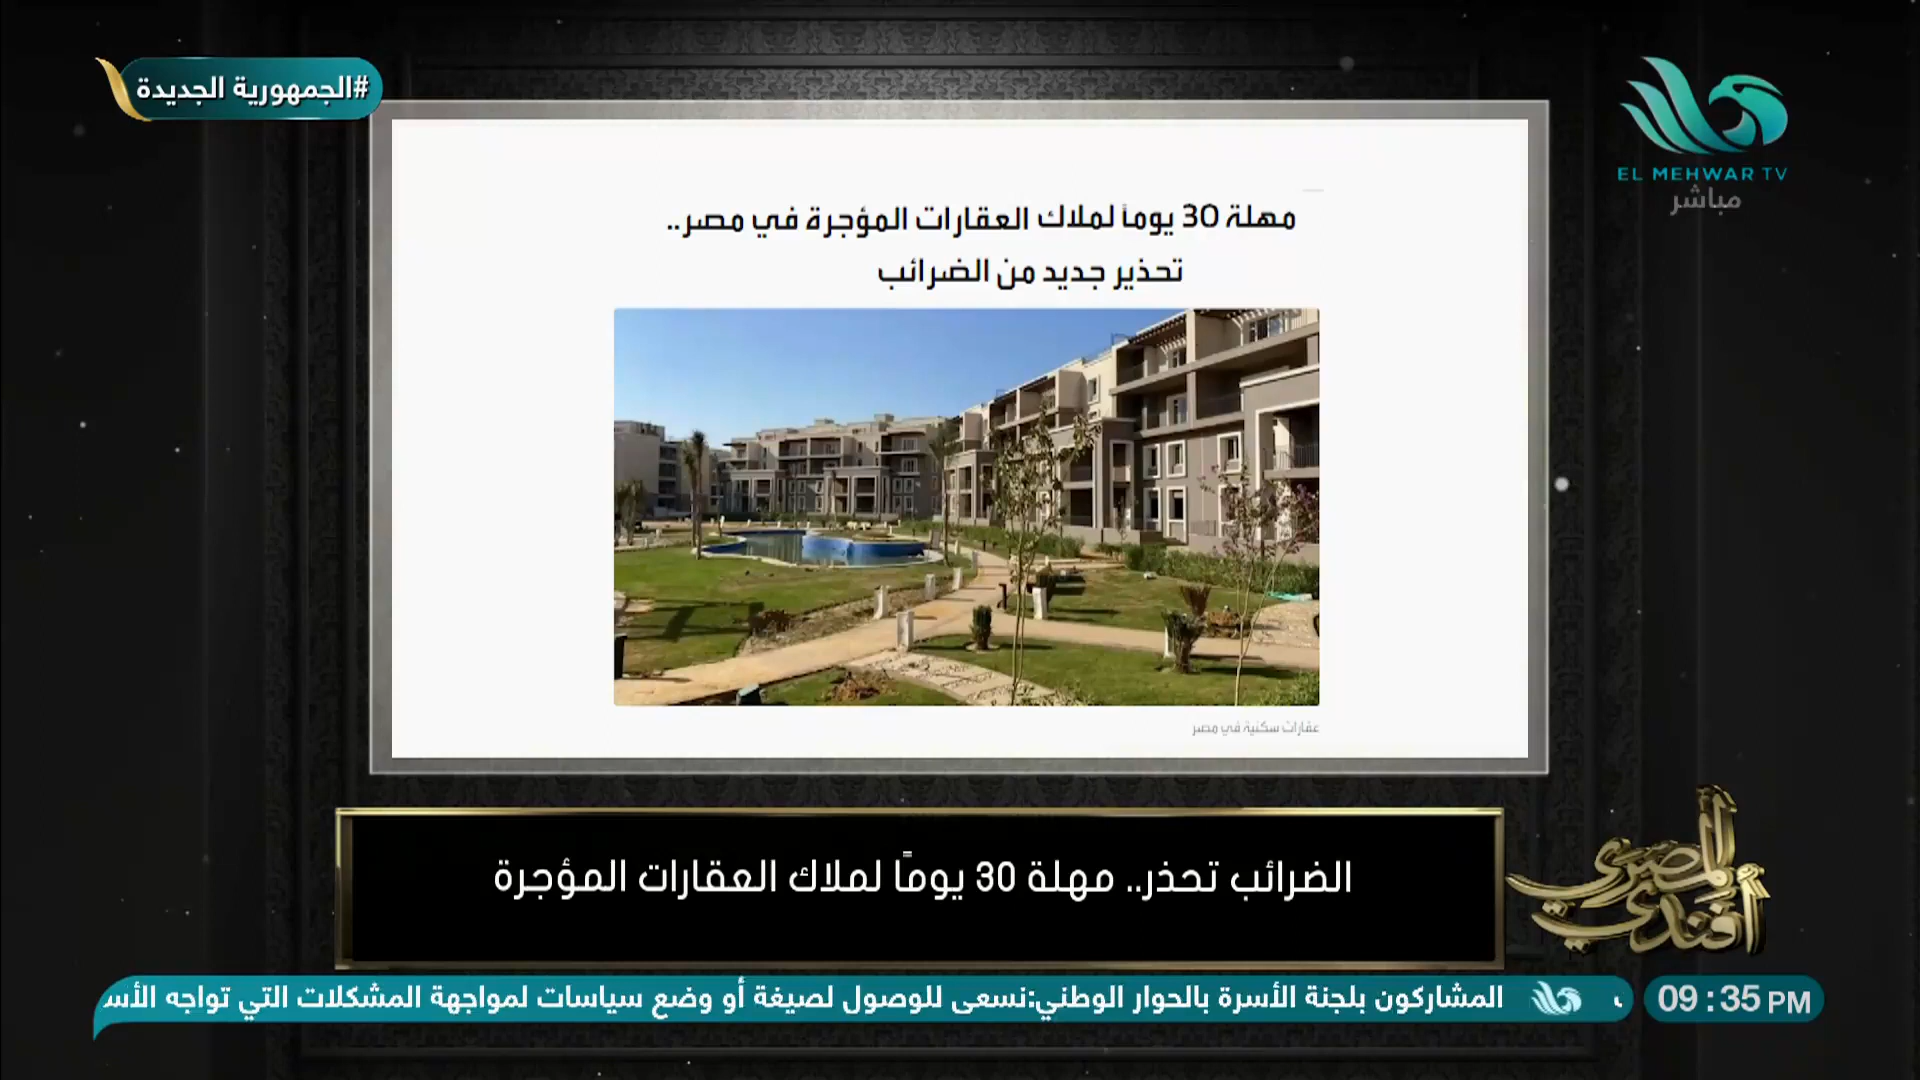 #الجمهورية الجديدة
EL MEHWAR TV
مباشر
مهلة 30 يوماً لملاك العقارات المؤجرة في مصر..
تحذير جديد من الضرائب
عقارات سكنية في مصر
الضرائب تحذر.. مهلة 30 يومًا لملاك العقارات المؤجرة
المصري أفندي
المشاركون بلجنة الأسرة بالحوار الوطني:نسعى للوصول لصيغة أو وضع سياسات لمواجهة المشكلات التي تواجه الأس
09:35 PM